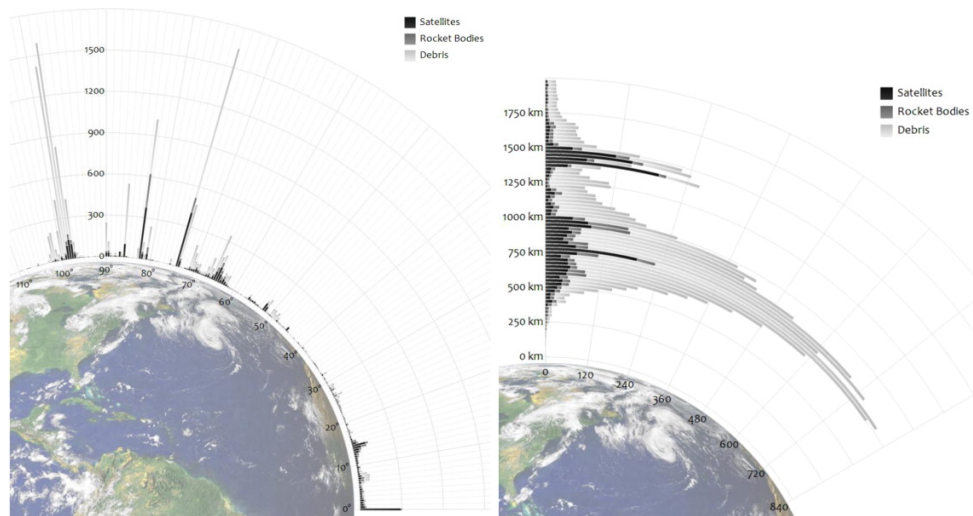 Satellites
Rocket Bodies
Debris
1500
1200
900
600
300
0
110°
100°
90°
80°
70°
60°
50°
40°
30°
20°
10°
0°
Satellites
Rocket Bodies
Debris
1750 km
1500 km
1250 km
1000 km
750 km
500 km
250 km
0 km
0
120
240
360
480
600
720
840